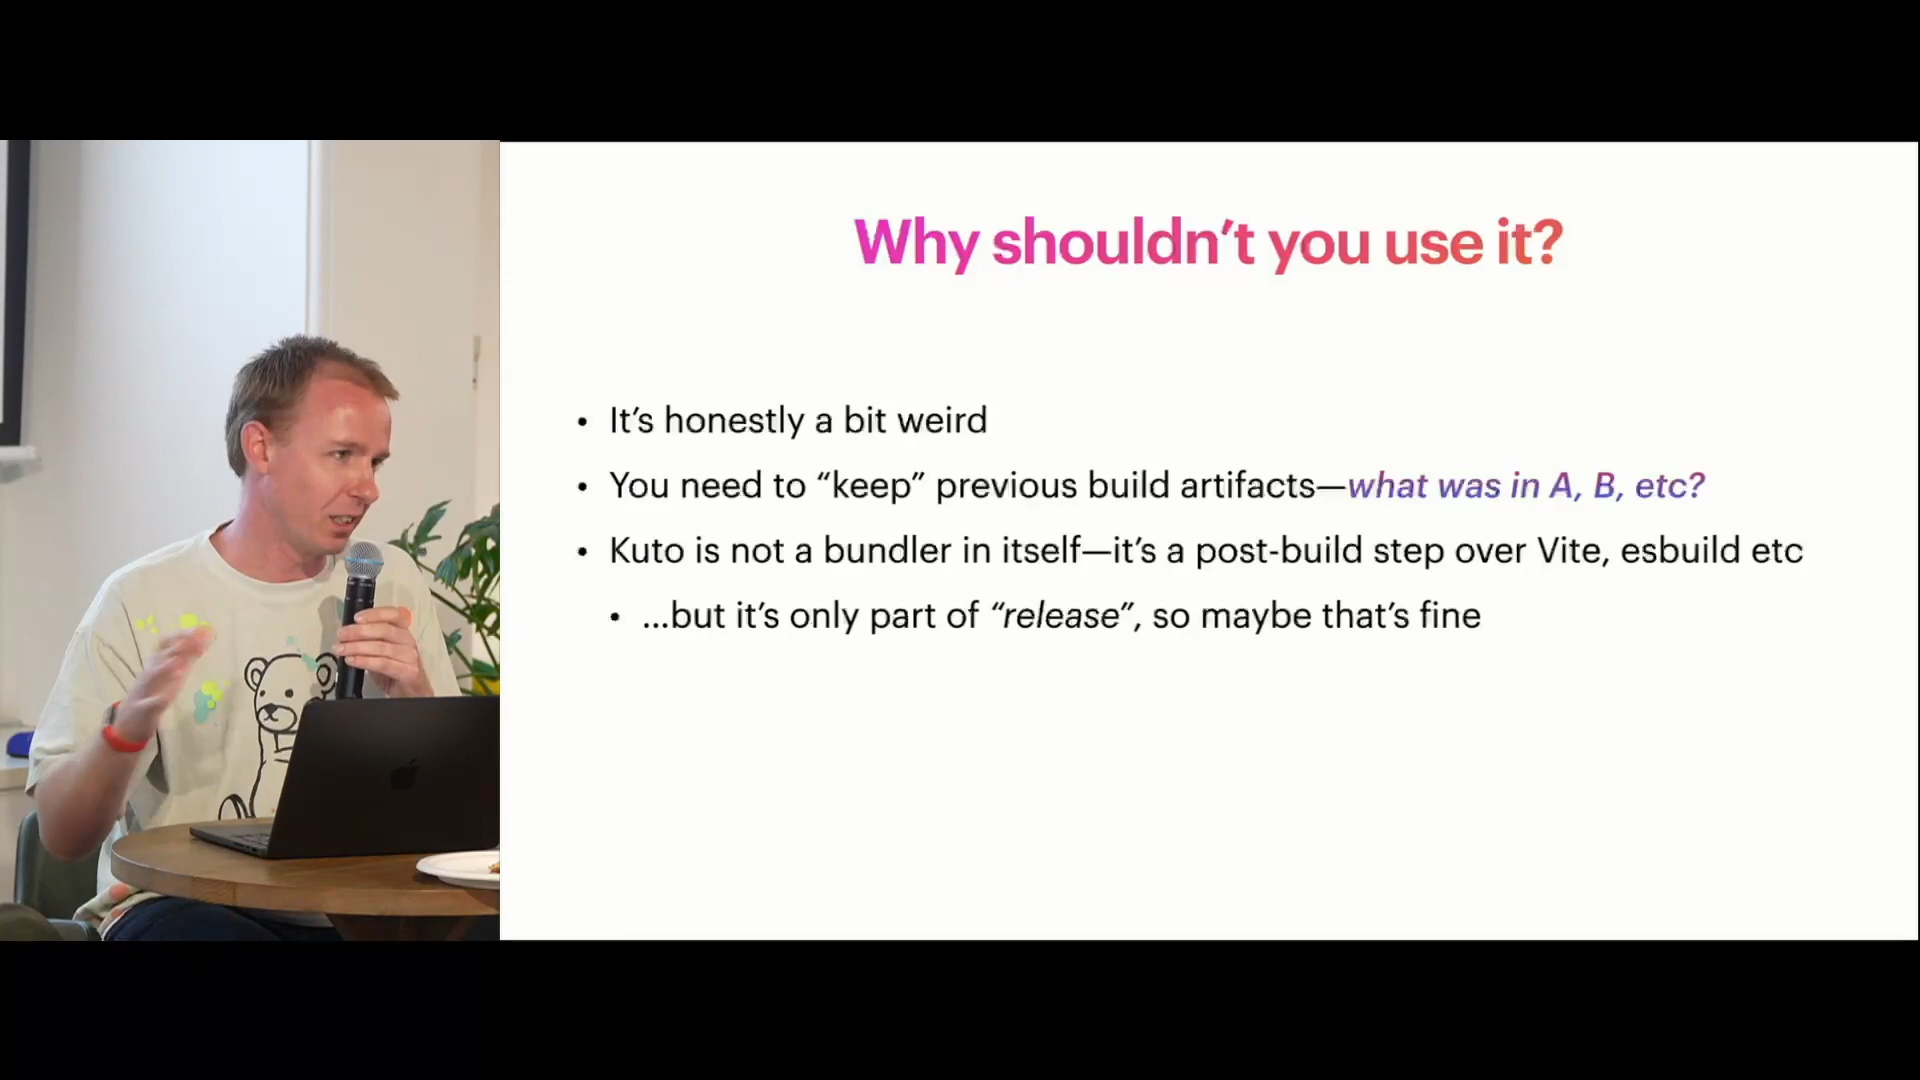 Why shouldn’t you use it?
• It’s honestly a bit weird
• You need to “keep” previous build artifacts—what was in A, B, etc?
• Kuto is not a bundler in itself—it’s a post-build step over Vite, esbuild etc
• ...but it’s only part of “release”, so maybe that’s fine